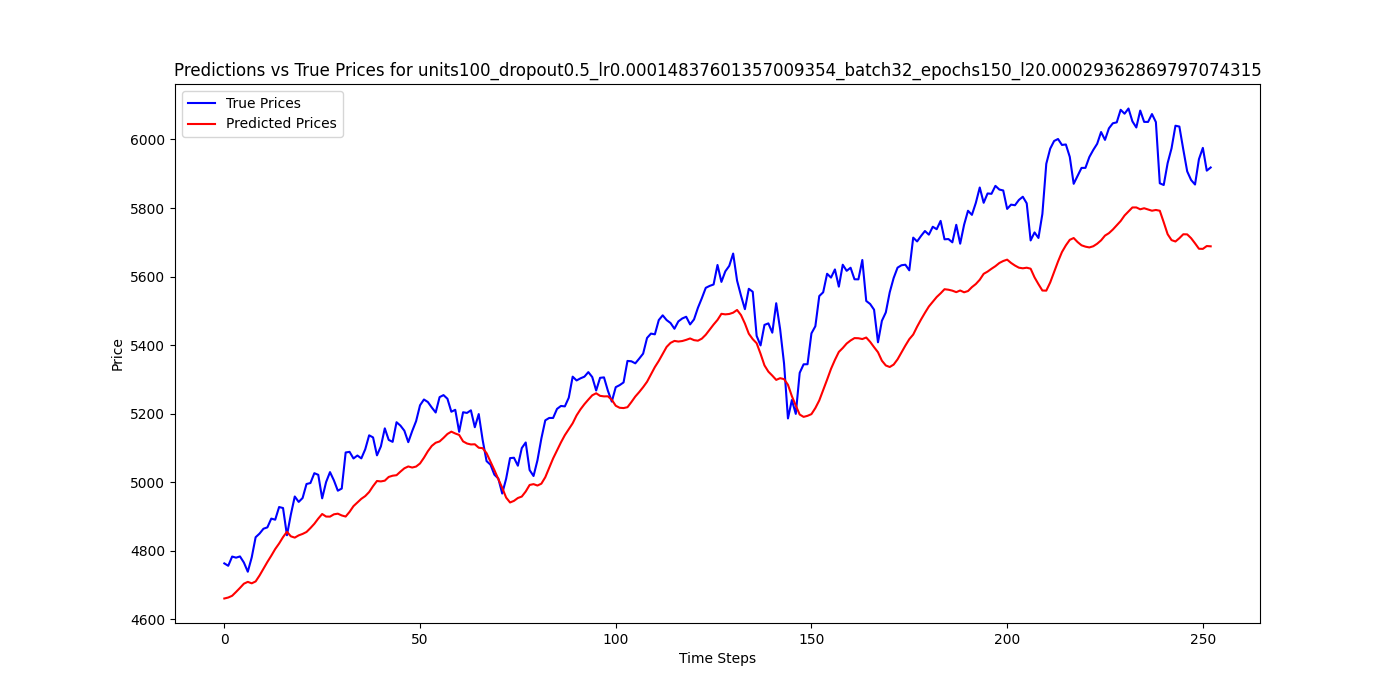 Predictions vs True Prices for units100_dropout0.5_lr0.00014837601357009354_batch32_epochs150_l20.00029362869797074315
True Prices
Predicted Prices
6000
5800
5600
5400
5200
5000
4800
4600
Price
0 50 100 150 200 250
Time Steps